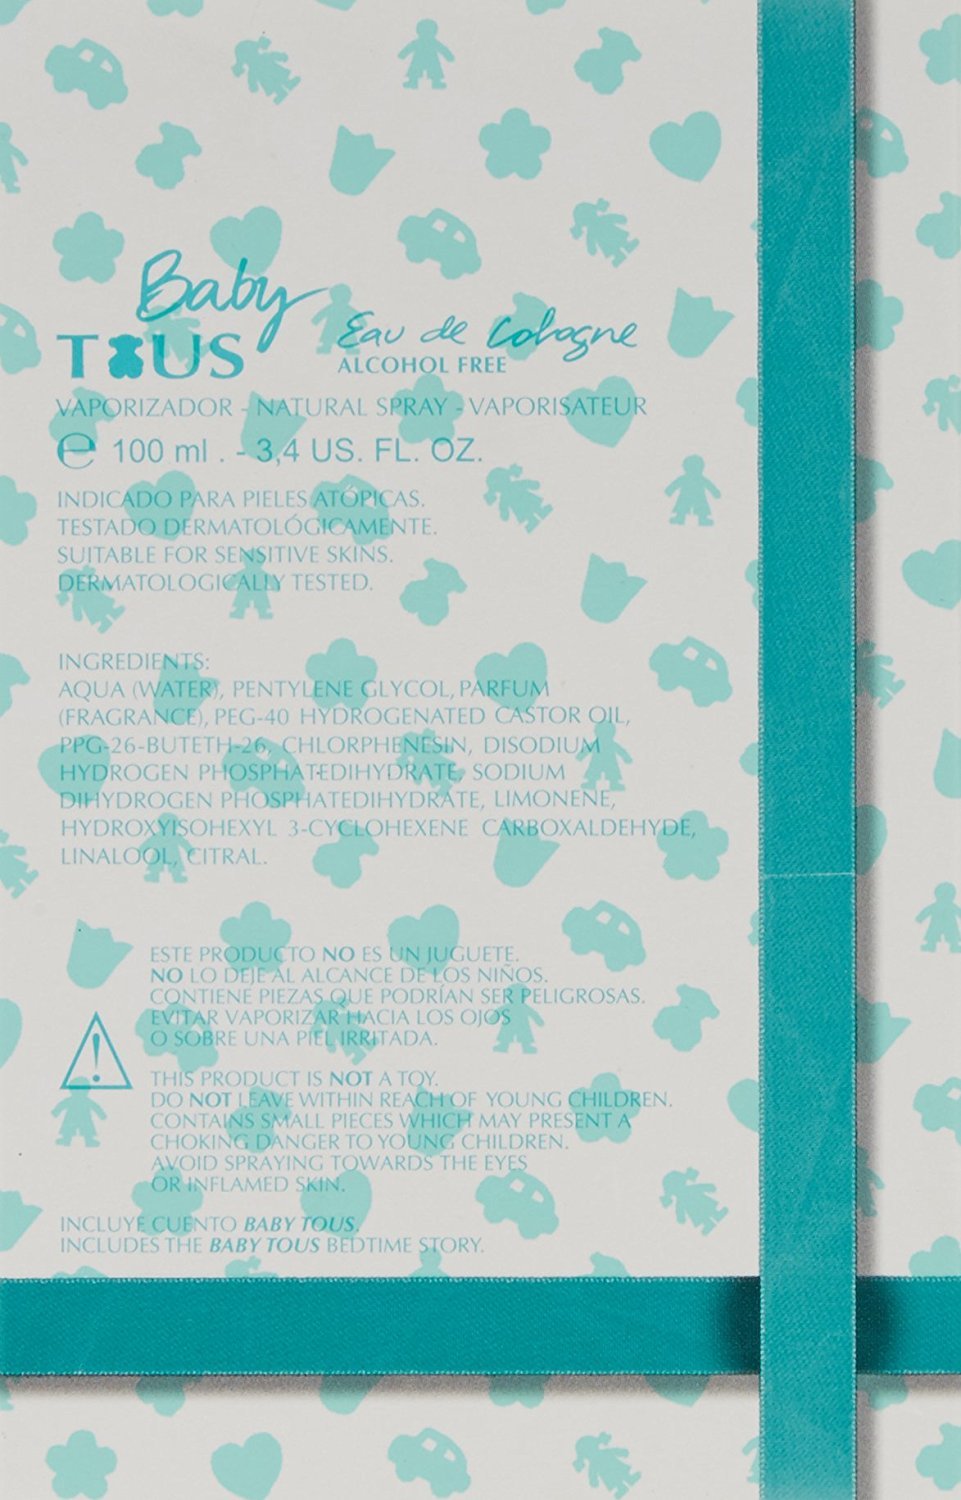 Baby
TOUS
Eau de Cologne
ALCOHOL FREE
VAPORIZADOR - NATURAL SPRAY - VAPORISATEUR
℮ 100 ml . - 3,4 US. FL. OZ.
INDICADO PARA PIELES ATÓPICAS.
TESTADO DERMATOLÓGICAMENTE.
SUITABLE FOR SENSITIVE SKINS.
DERMATOLOGICALLY TESTED.
INGREDIENTS:
AQUA (WATER), PENTYLENE GLYCOL, PARFUM
(FRAGRANCE), PEG-40 HYDROGENATED CASTOR OIL,
PPG-26-BUTETH-26, CHLORPHENESIN, DISODIUM
HYDROGEN PHOSPHATEDIHYDRATE, SODIUM
DIHYDROGEN PHOSPHATEDIHYDRATE, LIMONENE,
HYDROXYISOHEXYL 3-CYCLOHEXENE CARBOXALDEHYDE,
LINALOOL, CITRAL.
ESTE PRODUCTO NO ES UN JUGUETE.
NO LO DEJE AL ALCANCE DE LOS NIÑOS.
CONTIENE PIEZAS QUE PODRÍAN SER PELIGROSAS.
EVITAR VAPORIZAR HACIA LOS OJOS
O SOBRE UNA PIEL IRRITADA.
THIS PRODUCT IS NOT A TOY.
DO NOT LEAVE WITHIN REACH OF YOUNG CHILDREN.
CONTAINS SMALL PIECES WHICH MAY PRESENT A
CHOKING DANGER TO YOUNG CHILDREN.
AVOID SPRAYING TOWARDS THE EYES
OR INFLAMED SKIN.
INCLUYE CUENTO BABY TOUS.
INCLUDES THE BABY TOUS BEDTIME STORY.